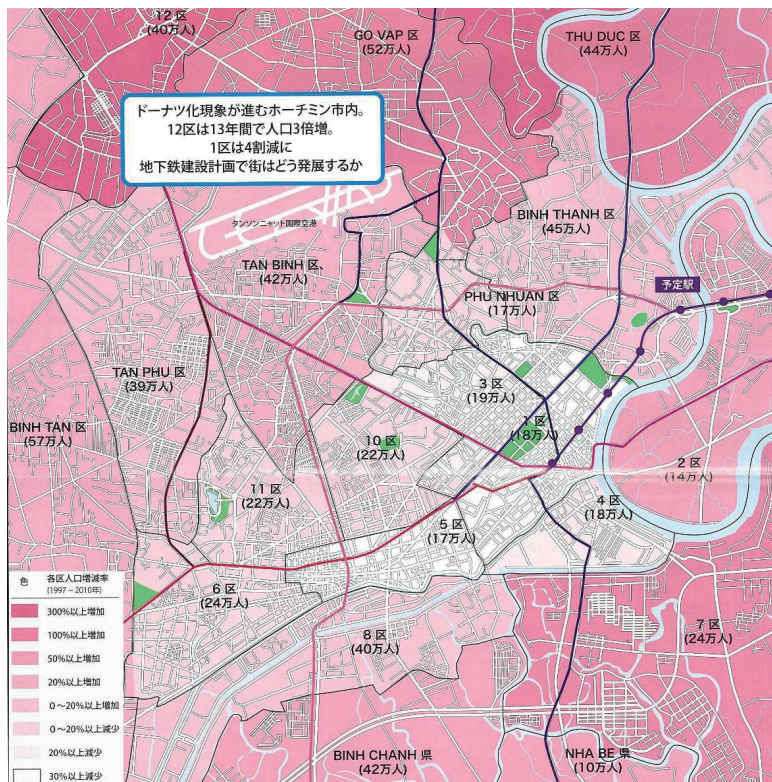 12 区
(40万人)
GO VAP 区
(52万人)
THU DUC 区
(44万人)
ドーナツ化現象が進むホーチミン市内。
12区は13年間で人口3倍増。
1区は4割減に
地下鉄建設計画で街はどう発展するか
タンソンニャット国際空港
BINH THANH 区
(45万人)
TAN BINH 区、
(42万人)
予定駅
PHU NHUAN 区
(17万人)
TAN PHU 区
(39万人)
3 区
(19万人)
BINH TAN 区
(57万人)
1 区
(18万人)
10 区
(22万人)
2 区
(14万人)
11 区
(22万人)
4 区
(18万人)
5 区
(17万人)
6 区
(24万人)
7 区
(24万人)
8 区
(40万人)
BINH CHANH 県
(42万人)
NHA BE 県
(10万人)
色 各区人口増減率
(1997～2010年)
300%以上増加
100%以上増加
50%以上増加
20%以上増加
0～20%以上増加
0～20%以上減少
20%以上減少
30%以上減少